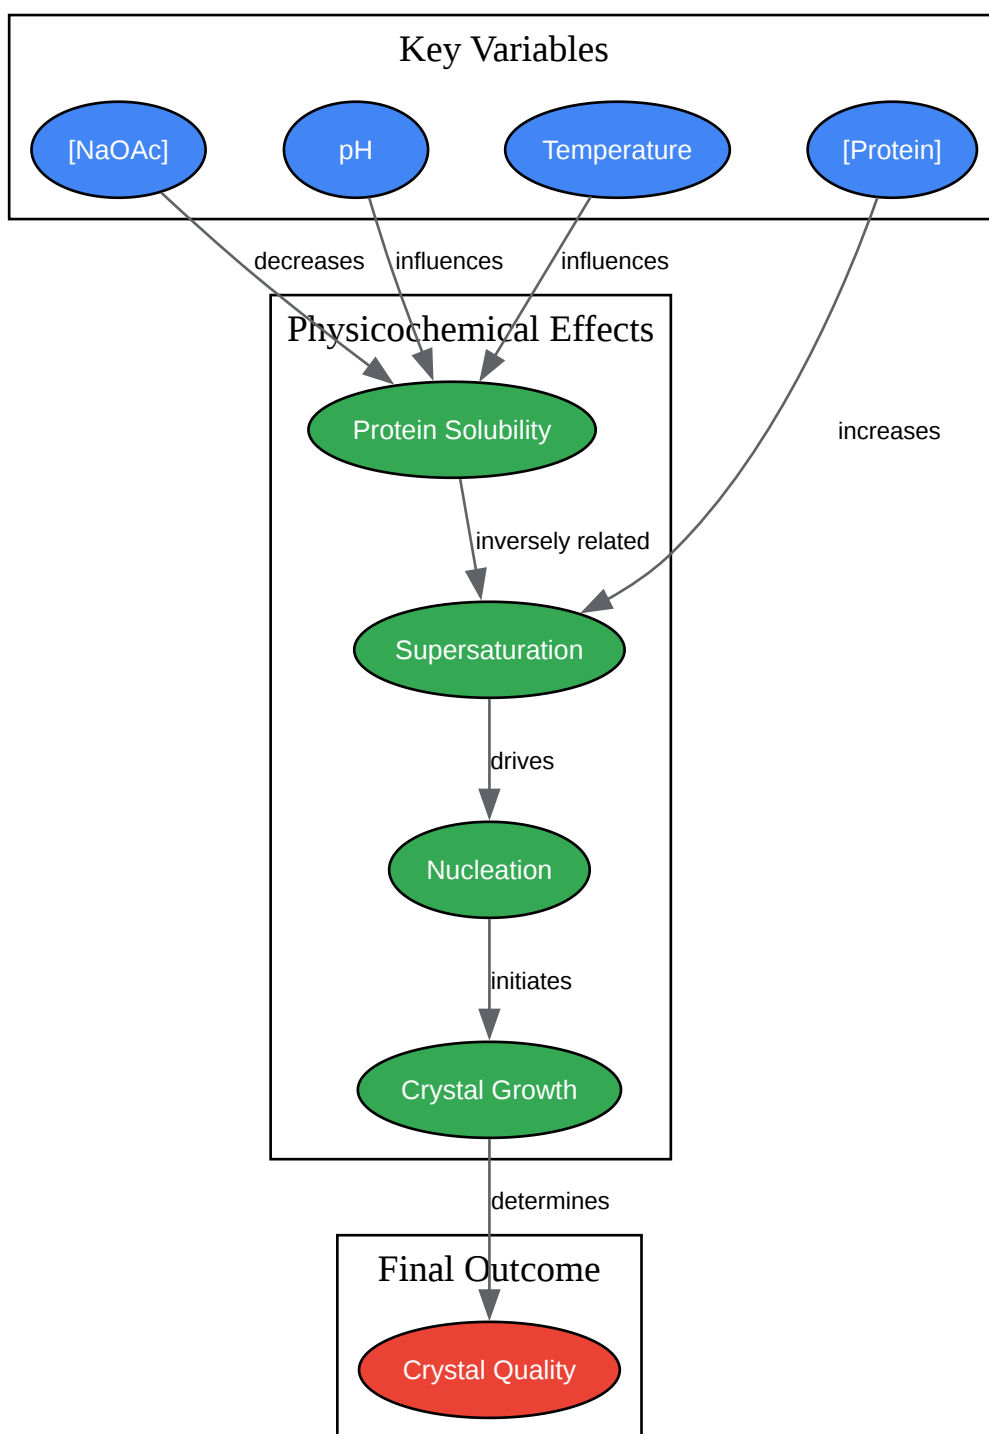 Key Variables
[NaOAc]
pH
Temperature
[Protein]
decreases
influences
influences
Physicochemical Effects
Protein Solubility
increases
inversely related
Supersaturation
drives
Nucleation
initiates
Crystal Growth
determines
Final Outcome
Crystal Quality